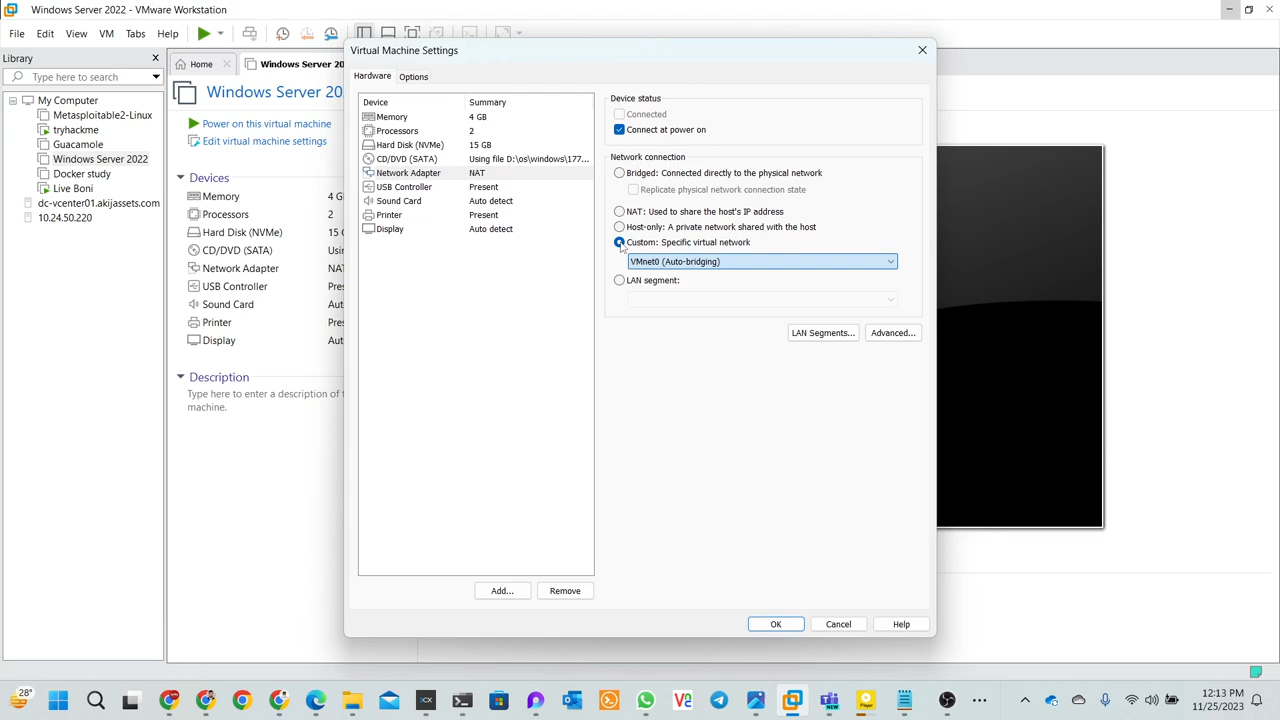 Windows Server 2022 - VMware Workstation
File Edit View VM Tabs Help
Library
Type here to search
My Computer
Metasploitable2-Linux
tryhackme
Guacamole
Windows Server 2022
Docker study
Live Boni
dc-vcenter01.akijassets.com
10.24.50.220
Home
Windows Server 20
Windows Server 20
Power on this virtual machine
Edit virtual machine settings
Devices
Memory 4 G
Processors 2
Hard Disk (NVMe) 15
CD/DVD (SATA) Usi
Network Adapter NA
USB Controller Pre
Sound Card Aut
Printer Pre
Display Aut
Description
Type here to enter a description of t
machine.
Virtual Machine Settings
Hardware Options
Device Summary
Memory 4 GB
Processors 2
Hard Disk (NVMe) 15 GB
CD/DVD (SATA) Using file D:\os\windows\177...
Network Adapter NAT
USB Controller Present
Sound Card Auto detect
Printer Present
Display Auto detect
Add... Remove
Device status
Connected
Connect at power on
Network connection
Bridged: Connected directly to the physical network
Replicate physical network connection state
NAT: Used to share the host's IP address
Host-only: A private network shared with the host
Custom: Specific virtual network
VMnet0 (Auto-bridging)
LAN segment:
LAN Segments... Advanced...
OK Cancel Help
28°
12:13 PM
11/25/2023